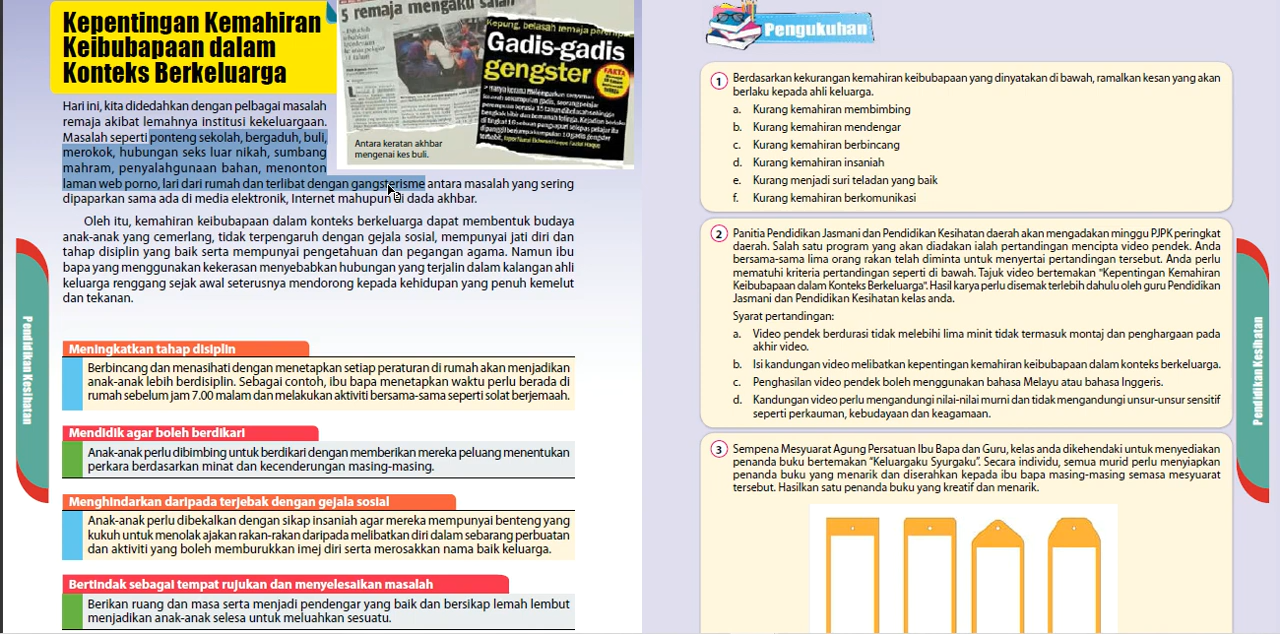 Kepentingan Kemahiran
Keibubapaan dalam
Konteks Berkeluarga
5 remaja mengaku salah
Kepung, belasah remaja perempuan
Gadis-gadis
gengster
FAKTA
Antara keratan akhbar
mengenai kes buli.
Hari ini, kita didedahkan dengan pelbagai masalah
remaja akibat lemahnya institusi kekeluargaan.
Masalah seperti ponteng sekolah, bergaduh, buli,
merokok, hubungan seks luar nikah, sumbang
mahram, penyalahgunaan bahan, menonton
laman web porno, lari dari rumah dan terlibat dengan gangsterisme antara masalah yang sering
dipaparkan sama ada di media elektronik, Internet mahupun di dada akhbar.
Oleh itu, kemahiran keibubapaan dalam konteks berkeluarga dapat membentuk budaya
anak-anak yang cemerlang, tidak terpengaruh dengan gejala sosial, mempunyai jati diri dan
tahap disiplin yang baik serta mempunyai pengetahuan dan pegangan agama. Namun ibu
bapa yang menggunakan kekerasan menyebabkan hubungan yang terjalin dalam kalangan ahli
keluarga renggang sejak awal seterusnya mendorong kepada kehidupan yang penuh kemelut
dan tekanan.
Meningkatkan tahap disiplin
Berbincang dan menasihati dengan menetapkan setiap peraturan di rumah akan menjadikan
anak-anak lebih berdisiplin. Sebagai contoh, ibu bapa menetapkan waktu perlu berada di
rumah sebelum jam 7.00 malam dan melakukan aktiviti bersama-sama seperti solat berjemaah.
Mendidik agar boleh berdikari
Anak-anak perlu dibimbing untuk berdikari dengan memberikan mereka peluang menentukan
perkara berdasarkan minat dan kecenderungan masing-masing.
Menghindarkan daripada terjebak dengan gejala sosial
Anak-anak perlu dibekalkan dengan sikap insaniah agar mereka mempunyai benteng yang
kukuh untuk menolak ajakan rakan-rakan daripada melibatkan diri dalam sebarang perbuatan
dan aktiviti yang boleh memburukkan imej diri serta merosakkan nama baik keluarga.
Bertindak sebagai tempat rujukan dan menyelesaikan masalah
Berikan ruang dan masa serta menjadi pendengar yang baik dan bersikap lemah lembut
menjadikan anak-anak selesa untuk meluahkan sesuatu.
Pendidikan Kesihatan
Pengukuhan
1 Berdasarkan kekurangan kemahiran keibubapaan yang dinyatakan di bawah, ramalkan kesan yang akan
berlaku kepada ahli keluarga.
a. Kurang kemahiran membimbing
b. Kurang kemahiran mendengar
c. Kurang kemahiran berbincang
d. Kurang kemahiran insaniah
e. Kurang menjadi suri teladan yang baik
f. Kurang kemahiran berkomunikasi
2 Panitia Pendidikan Jasmani dan Pendidikan Kesihatan daerah akan mengadakan minggu PJPK peringkat
daerah. Salah satu program yang akan diadakan ialah pertandingan mencipta video pendek. Anda
bersama-sama lima orang rakan telah diminta untuk menyertai pertandingan tersebut. Anda perlu
mematuhi kriteria pertandingan seperti di bawah. Tajuk video bertemakan "Kepentingan Kemahiran
Keibubapaan dalam Konteks Berkeluarga". Hasil karya perlu disemak terlebih dahulu oleh guru Pendidikan
Jasmani dan Pendidikan Kesihatan kelas anda.
Syarat pertandingan:
a. Video pendek berdurasi tidak melebihi lima minit tidak termasuk montaj dan penghargaan pada
akhir video.
b. Isi kandungan video melibatkan kepentingan kemahiran keibubapaan dalam konteks berkeluarga.
c. Penghasilan video pendek boleh menggunakan bahasa Melayu atau bahasa Inggeris.
d. Kandungan video perlu mengandungi nilai-nilai murni dan tidak mengandungi unsur-unsur sensitif
seperti perkauman, kebudayaan dan keagamaan.
3 Sempena Mesyuarat Agung Persatuan Ibu Bapa dan Guru, kelas anda dikehendaki untuk menyediakan
penanda buku bertemakan "Keluargaku Syurgaku". Secara individu, semua murid perlu menyiapkan
penanda buku yang menarik dan diserahkan kepada ibu bapa masing-masing semasa mesyuarat
tersebut. Hasilkan satu penanda buku yang kreatif dan menarik.
Pendidikan Kesihatan